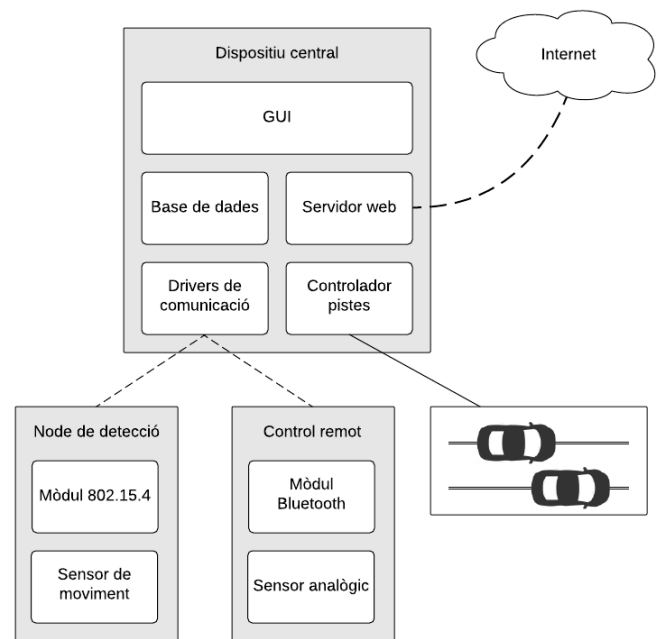 Dispositiu central
Internet
GUI
Base de dades
Servidor web
Drivers de
comunicació
Controlador
pistes
Node de detecció
Control remot
Mòdul 802.15.4
Mòdul
Bluetooth
Sensor de
moviment
Sensor analògic